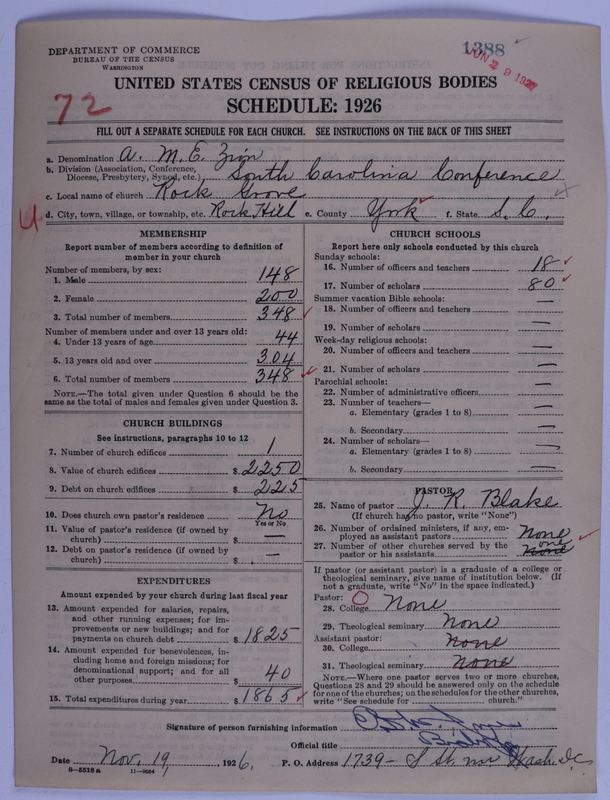 DEPARTMENT OF COMMERCE
BUREAU OF THE CENSUS
WASHINGTON
1388
JUN 29 1927
UNITED STATES CENSUS OF RELIGIOUS BODIES
72
SCHEDULE: 1926
FILL OUT A SEPARATE SCHEDULE FOR EACH CHURCH. SEE INSTRUCTIONS ON THE BACK OF THIS SHEET
a. Denomination A. M. E. Zion
b. Division (Association, Conference, Diocese, Presbytery, Synod, etc.) South Carolina Conference
c. Local name of church Rock Grove
d. City, town, village, or township, etc. Rock Hill e. County York f. State S. C.
MEMBERSHIP
Report number of members according to definition of
member in your church
Number of members, by sex:
1. Male 148
2. Female 200
3. Total number of members 348
Number of members under and over 13 years old:
4. Under 13 years of age 44
5. 13 years old and over 304
6. Total number of members 348
NOTE.—The total given under Question 6 should be
same as the total of males and females given under Question 3.
CHURCH BUILDINGS
See instructions, paragraphs 10 to 12
7. Number of church edifices 1
8. Value of church edifices $ 2250
9. Debt on church edifices $ 225
10. Does church own pastor's residence No
Yes or No
11. Value of pastor's residence (if owned by
church) $ —
12. Debt on pastor's residence (if owned by
church) $ —
EXPENDITURES
Amount expended by your church during last fiscal year
13. Amount expended for salaries, repairs,
and other running expenses; for improvements
or new buildings; and for
payments on church debt $ 1825
14. Amount expended for benevolences, including
home and foreign missions; for
denominational support; and for all
other purposes $ 40
15. Total expenditures during year $ 1865
CHURCH SCHOOLS
Report here only schools conducted by this church
Sunday schools:
16. Number of officers and teachers 18
17. Number of scholars 80
Summer vacation Bible schools:
18. Number of officers and teachers —
19. Number of scholars —
Week-day religious schools:
20. Number of officers and teachers —
21. Number of scholars —
Parochial schools:
22. Number of administrative officers —
23. Number of teachers—
a. Elementary (grades 1 to 8) —
b. Secondary —
24. Number of scholars—
a. Elementary (grades 1 to 8) —
b. Secondary —
PASTOR
25. Name of pastor J. R. Blake
(If church has no pastor, write "None")
26. Number of ordained ministers, if any, employed
as assistant pastors None
27. Number of other churches served by the
pastor or his assistants one None
If pastor (or assistant pastor) is a graduate of a college or
theological seminary, give name of institution below. (If
not a graduate, write "No" in the space indicated.)
Pastor:
28. College None
29. Theological seminary None
Assistant pastor:
30. College None
31. Theological seminary None
NOTE.—Where one pastor serves two or more churches,
Questions 28 and 29 should be answered only on the schedule
for one of the churches; on the schedules for the other churches,
write "See schedule for church."
Signature of person furnishing information
Official title Bishop
Date Nov. 19, 1926. P. O. Address 1739- S St. nw Wash. D.C.
8—5518a 11—9064